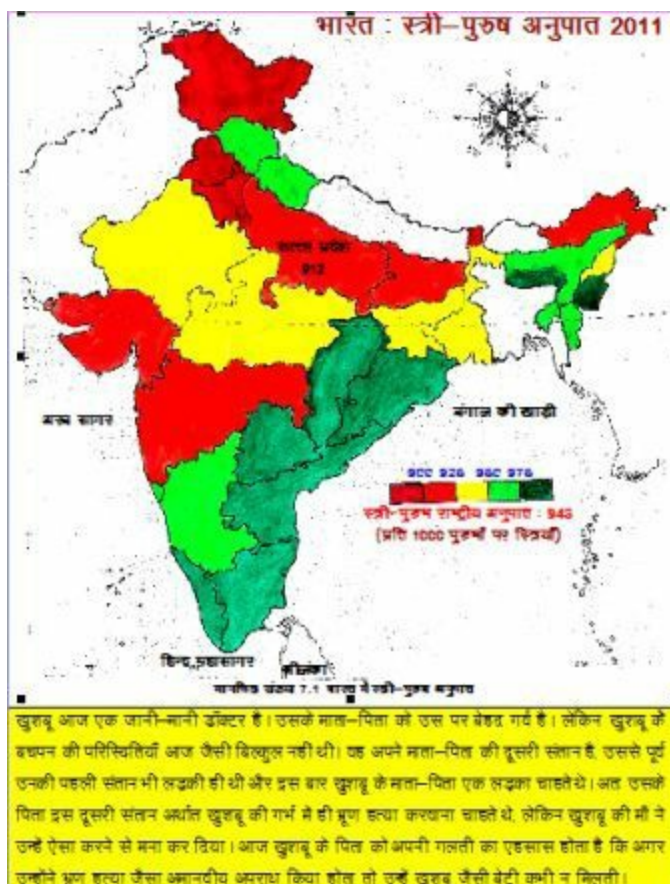 भारत : स्त्री–पुरुष अनुपात 2011
उत्तर प्रदेश
912
अरब सागर
बंगाल की खाड़ी
926
स्त्री–पुरुष राष्ट्रीय अनुपात : 943
(प्रति 1000 पुरुषों पर स्त्रियाँ)
हिन्द महासागर
श्रीलंका
मानचित्र संख्या 7.1 भारत में स्त्री–पुरुष अनुपात
खुशबू आज एक जानी–मानी डॉक्टर है। उसके माता–पिता को उस पर बेहद गर्व है। लेकिन खुशबू के
बचपन की परिस्थितियाँ आज जैसी बिल्कुल नहीं थी। वह अपने माता–पिता की दूसरी संतान है, उससे पूर्व
उनकी पहली संतान भी लड़की ही थी और इस बार खुशबू के माता–पिता एक लड़का चाहते थे। अतः उसके
पिता इस दूसरी संतान अर्थात खुशबू की गर्भ में ही भ्रूण हत्या करवाना चाहते थे, लेकिन खुशबू की माँ ने
उन्हें ऐसा करने से मना कर दिया। आज खुशबू के पिता को अपनी गलती का एहसास होता है कि अगर
उन्होंने भ्रूण हत्या जैसा अमानवीय अपराध किया होता तो उन्हें खुशबू जैसी बेटी कभी न मिलती।